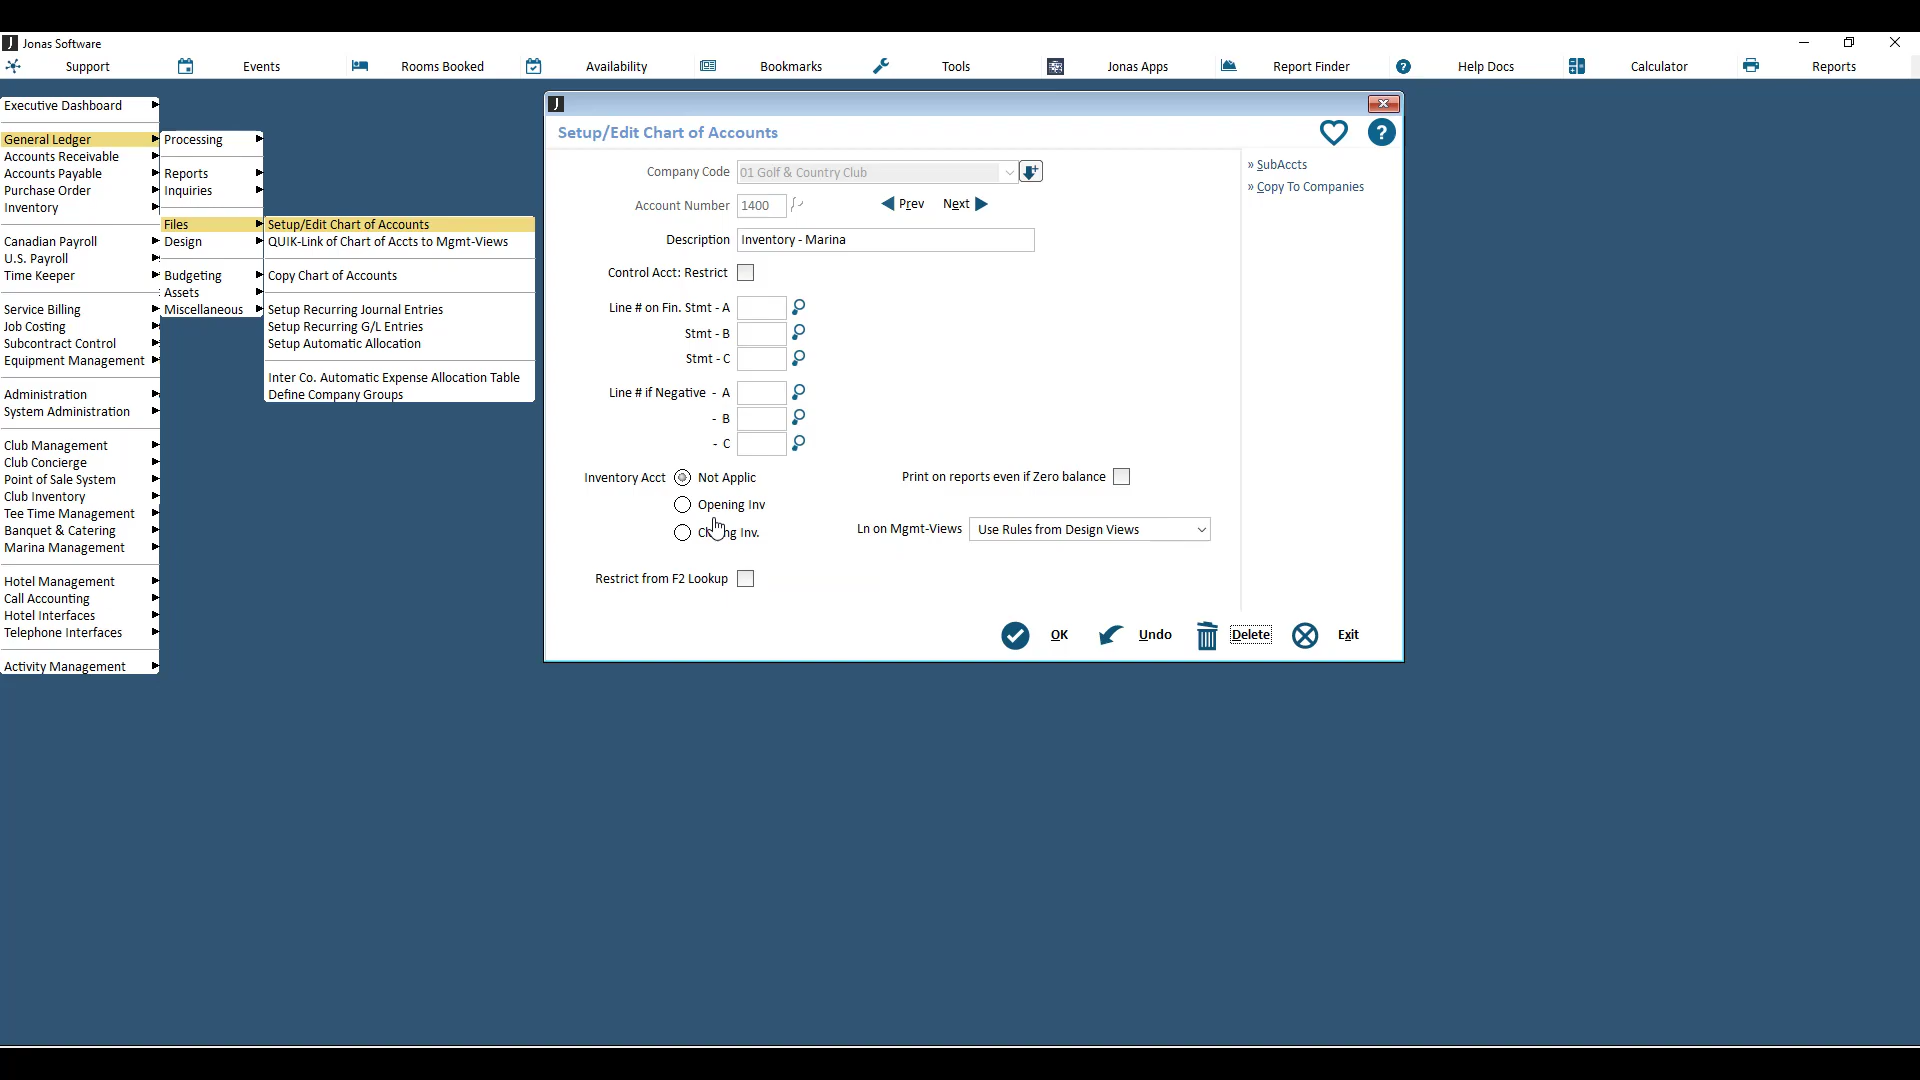 Jonas Software
Support Events Rooms Booked Availability Bookmarks Tools Jonas Apps Report Finder Help Docs Calculator Reports
Executive Dashboard
General Ledger
Accounts Receivable
Accounts Payable
Purchase Order
Inventory
Canadian Payroll
U.S. Payroll
Time Keeper
Service Billing
Job Costing
Subcontract Control
Equipment Management
Administration
System Administration
Club Management
Club Concierge
Point of Sale System
Club Inventory
Tee Time Management
Banquet & Catering
Marina Management
Hotel Management
Call Accounting
Hotel Interfaces
Telephone Interfaces
Activity Management
Processing
Reports
Inquiries
Files
Design
Budgeting
Assets
Miscellaneous
Setup/Edit Chart of Accounts
QUIK-Link of Chart of Accts to Mgmt-Views
Copy Chart of Accounts
Setup Recurring Journal Entries
Setup Recurring G/L Entries
Setup Automatic Allocation
Inter Co. Automatic Expense Allocation Table
Define Company Groups
Setup/Edit Chart of Accounts
Company Code 01 Golf & Country Club
Account Number 1400 Prev Next
Description Inventory - Marina
Control Acct: Restrict
Line # on Fin. Stmt - A
Stmt - B
Stmt - C
Line # if Negative - A
- B
- C
Inventory Acct Not Applic Print on reports even if Zero balance
Opening Inv
Inv. Ln on Mgmt-Views Use Rules from Design Views
Restrict from F2 Lookup
OK Undo Delete Exit
» SubAccts
» Copy To Companies